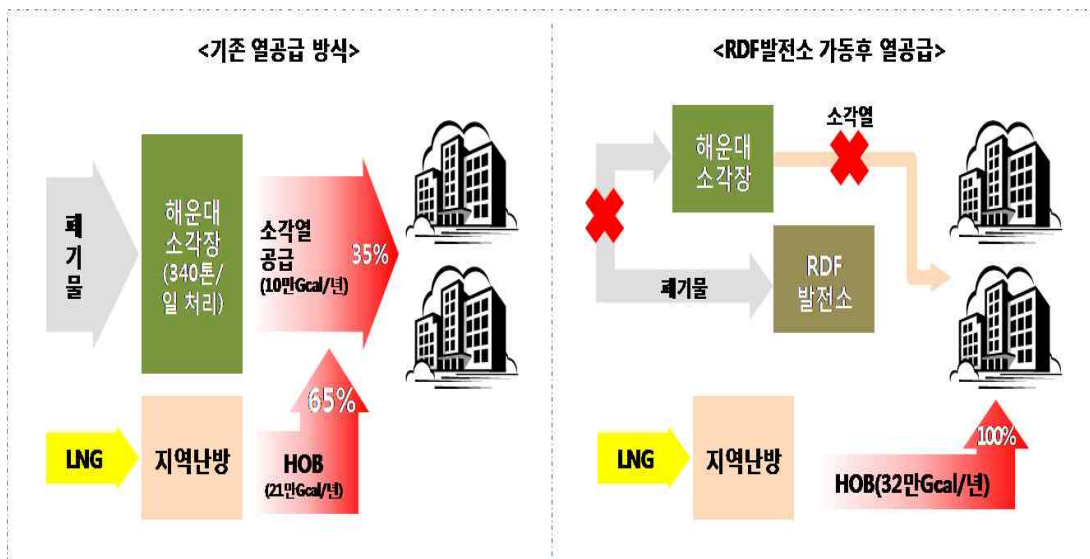 <기존 열공급 방식>
폐
기
물
해운대
소각장
(340톤/
일 처리)
소각열
공급
(10만Gcal/년)
35%
65%
LNG
지역난방
HOB
(21만Gcal/년)
<RDF발전소 가동후 열공급>
소각열
해운대
소각장
폐기물
RDF
발전소
100%
LNG
지역난방
HOB(32만Gcal/년)